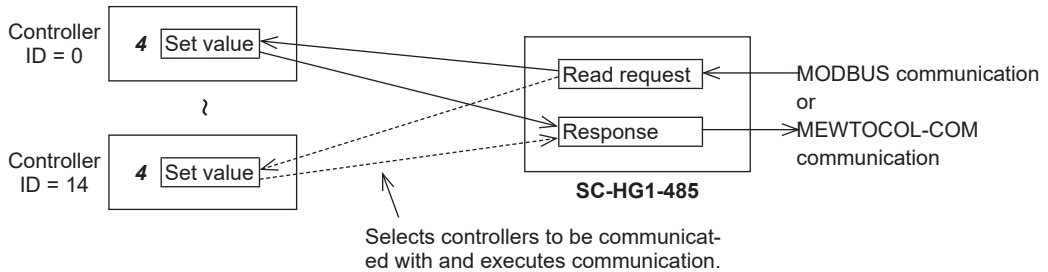 Controller
ID = 0
4 Set value
~
Controller
ID = 14
4 Set value
Read request
Response
SC-HG1-485
MODBUS communication
or
MEWTOCOL-COM
communication
Selects controllers to be communicat-
ed with and executes communication.